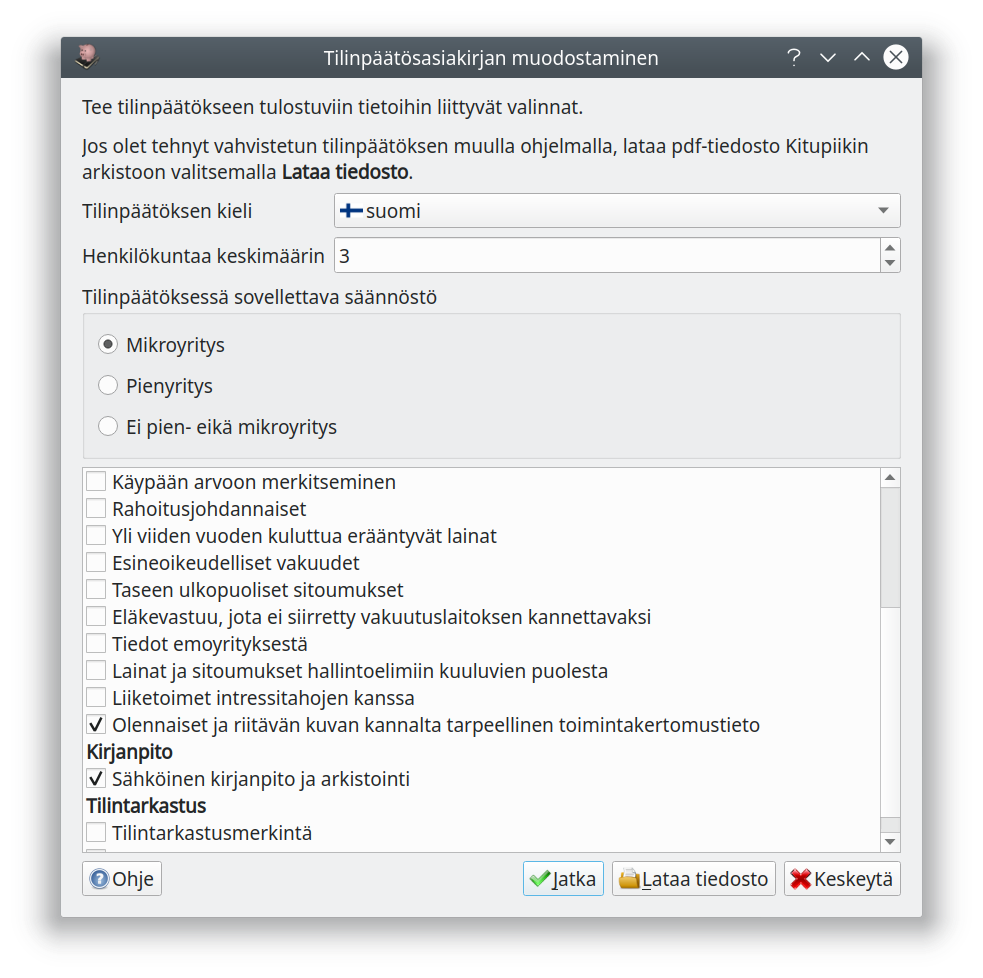 Tilinpäätösasiakirjan muodostaminen
Tee tilinpäätökseen tulostuviin tietoihin liittyvät valinnat.
Jos olet tehnyt vahvistetun tilinpäätöksen muulla ohjelmalla, lataa pdf-tiedosto Kitupiikin
arkistoon valitsemalla Lataa tiedosto.
Tilinpäätöksen kieli suomi
Henkilökuntaa keskimäärin 3
Tilinpäätöksessä sovellettava säännöstö
Mikroyritys
Pienyritys
Ei pien- eikä mikroyritys
Käypään arvoon merkitseminen
Rahoitusjohdannaiset
Yli viiden vuoden kuluttua erääntyvät lainat
Esineoikeudelliset vakuudet
Taseen ulkopuoliset sitoumukset
Eläkevastuu, jota ei siirretty vakuutuslaitoksen kannettavaksi
Tiedot emoyrityksestä
Lainat ja sitoumukset hallintoelimiin kuuluvien puolesta
Liiketoimet intressitahojen kanssa
Olennaiset ja riitävän kuvan kannalta tarpeellinen toimintakertomustieto
Kirjanpito
Sähköinen kirjanpito ja arkistointi
Tilintarkastus
Tilintarkastusmerkintä
Ohje Jatka Lataa tiedosto Keskeytä